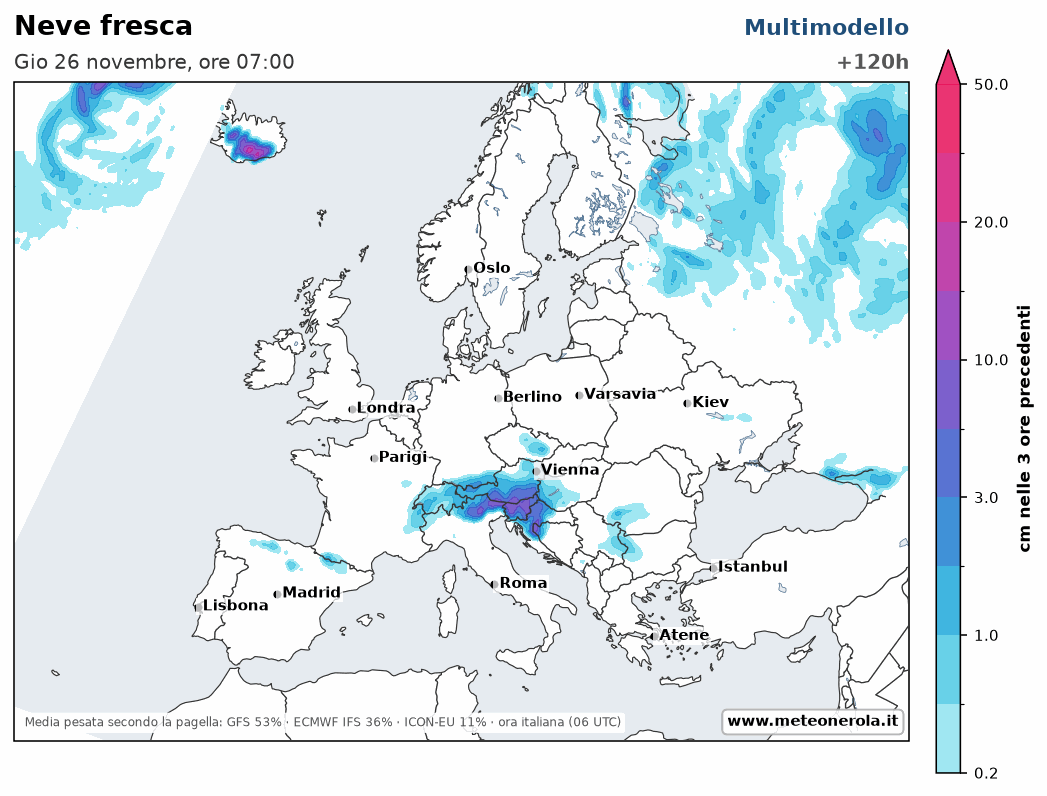 Neve fresca
Multimodello
Gio 26 novembre, ore 07:00
+120h
50.0
20.0
10.0
3.0
1.0
0.2
cm nelle 3 ore precedenti
Oslo
Berlino
Varsavia
Kiev
Londra
Parigi
Vienna
Istanbul
Roma
Madrid
Lisbona
Atene
Media pesata secondo la pagella: GFS 53% · ECMWF IFS 36% · ICON-EU 11% · ora italiana (06 UTC)
www.meteonerola.it